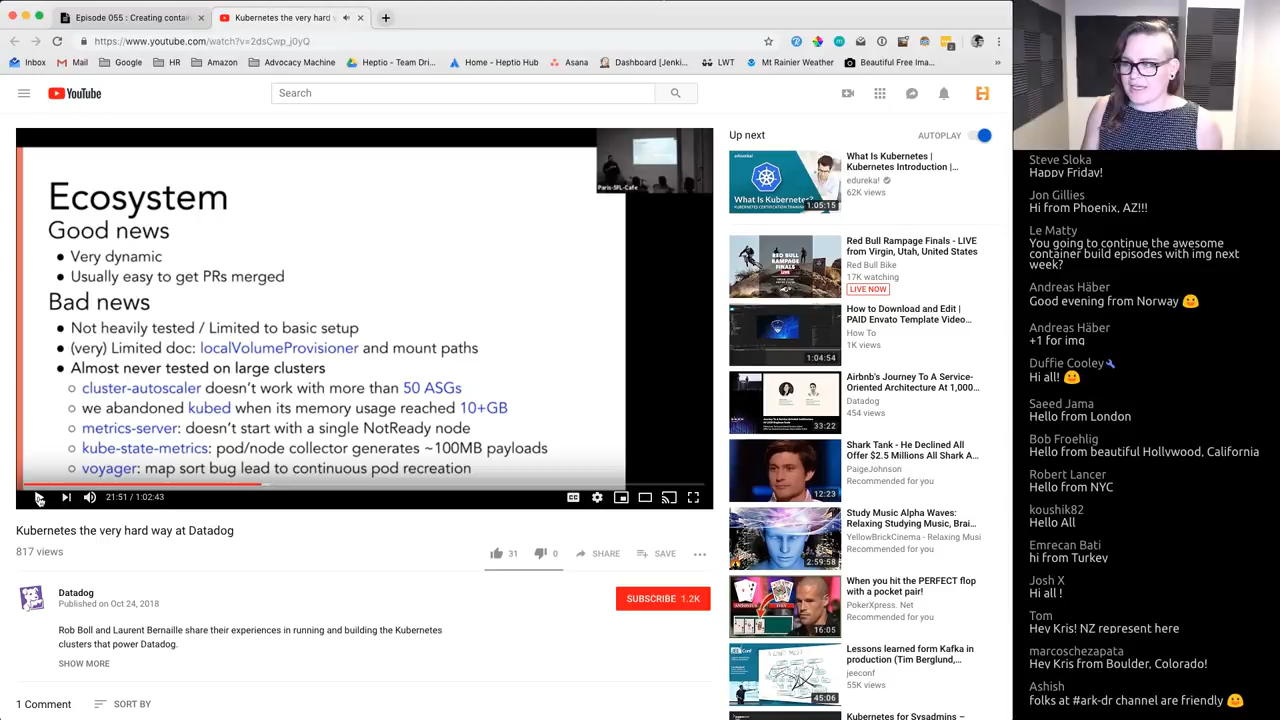 Episode 055 : Creating contai
Kubernetes the very hard w
https://www.youtube.com/watch?v=2dsCwp_j0yQ
Inbox
Mail
Google
HR
Amazon
Advocacy Machine
Heptio - Team Dri...
Home - Heptio Hub
Asana
Dashboard [Jenki...
LWT
Mt Rainier Weather
Beautiful Free Ima...
YouTube
Search
Paris-SFL-Cafe
Ecosystem
Good news
● Very dynamic
● Usually easy to get PRs merged
Bad news
● Not heavily tested / Limited to basic setup
● (very) Limited doc: localVolumeProvisioner and mount paths
● Almost never tested on large clusters
○ cluster-autoscaler doesn't work with more than 50 ASGs
○ we abandoned kubed when its memory usage reached 10+GB
○ metrics-server: doesn't start with a single NotReady node
○ kube-state-metrics: pod/node collector generates ~100MB payloads
○ voyager: map sort bug lead to continuous pod recreation
21:51 / 1:02:43
Kubernetes the very hard way at Datadog
817 views
31
0
SHARE
SAVE
Datadog
Published on Oct 24, 2018
SUBSCRIBE 1.2K
Rob Boll and Laurent Bernaille share their experiences in running and building the Kubernetes
clusters that power Datadog.
SHOW MORE
1 Comment
SORT BY
Up next
AUTOPLAY
edureka!
What Is Kubernetes?
1:05:15
What Is Kubernetes |
Kubernetes Introduction |...
edureka!
62K views
Red Bull Rampage Finals - LIVE
from Virgin, Utah, United States
Red Bull Bike
17K watching
LIVE NOW
1:04:54
How to Download and Edit |
PAID Envato Template Video...
How To
1K views
33:22
Airbnb's Journey To A Service-
Oriented Architecture At 1,000...
Datadog
454 views
12:23
Shark Tank - He Declined All
Offer $2.5 Millions All Shark A...
PaigeJohnson
Recommended for you
2:59:58
Study Music Alpha Waves:
Relaxing Studying Music, Brai...
YellowBrickCinema - Relaxing Musi
Recommended for you
16:05
When you hit the PERFECT flop
with a pocket pair!
PokerXpress. Net
Recommended for you
45:06
Lessons learned form Kafka in
production (Tim Berglund,...
jeeconf
55K views
Kubernetes for Sysadmins –
Steve Sloka
Happy Friday!
Jon Gillies
Hi from Phoenix, AZ!!!
Le Matty
You going to continue the awesome
container build episodes with img next
week?
Andreas Häber
Good evening from Norway
Andreas Häber
+1 for img
Duffie Cooley
Hi all!
Saeed Jama
Hello from London
Bob Froehlig
Hello from beautiful Hollywood, California
Robert Lancer
Hello from NYC
koushik82
Hello All
Emrecan Bati
hi from Turkey
Josh X
Hi all !
Tom
Hey Kris! NZ represent here
marcoschezapata
Hey Kris from Boulder, Colorado!
Ashish
folks at #ark-dr channel are friendly